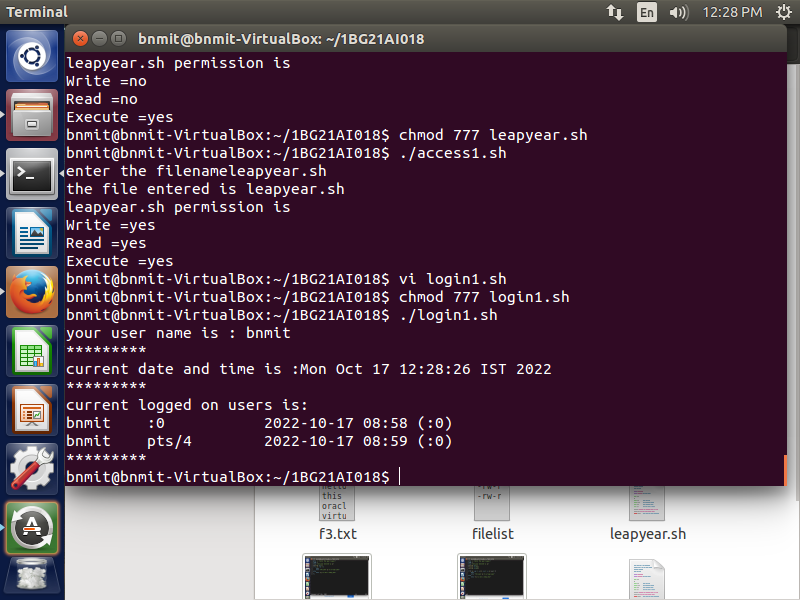 Terminal
En
12:28 PM
bnmit@bnmit-VirtualBox: ~/1BG21AI018
leapyear.sh permission is
Write =no
Read =no
Execute =yes
bnmit@bnmit-VirtualBox:~/1BG21AI018$ chmod 777 leapyear.sh
bnmit@bnmit-VirtualBox:~/1BG21AI018$ ./access1.sh
enter the filenameleapyear.sh
the file entered is leapyear.sh
leapyear.sh permission is
Write =yes
Read =yes
Execute =yes
bnmit@bnmit-VirtualBox:~/1BG21AI018$ vi login1.sh
bnmit@bnmit-VirtualBox:~/1BG21AI018$ chmod 777 login1.sh
bnmit@bnmit-VirtualBox:~/1BG21AI018$ ./login1.sh
your user name is : bnmit
*********
current date and time is :Mon Oct 17 12:28:26 IST 2022
*********
current logged on users is:
bnmit    :0           2022-10-17 08:58 (:0)
bnmit    pts/4        2022-10-17 08:59 (:0)
*********
bnmit@bnmit-VirtualBox:~/1BG21AI018$
this
oracl
virtu
-rw-r
f3.txt
filelist
leapyear.sh